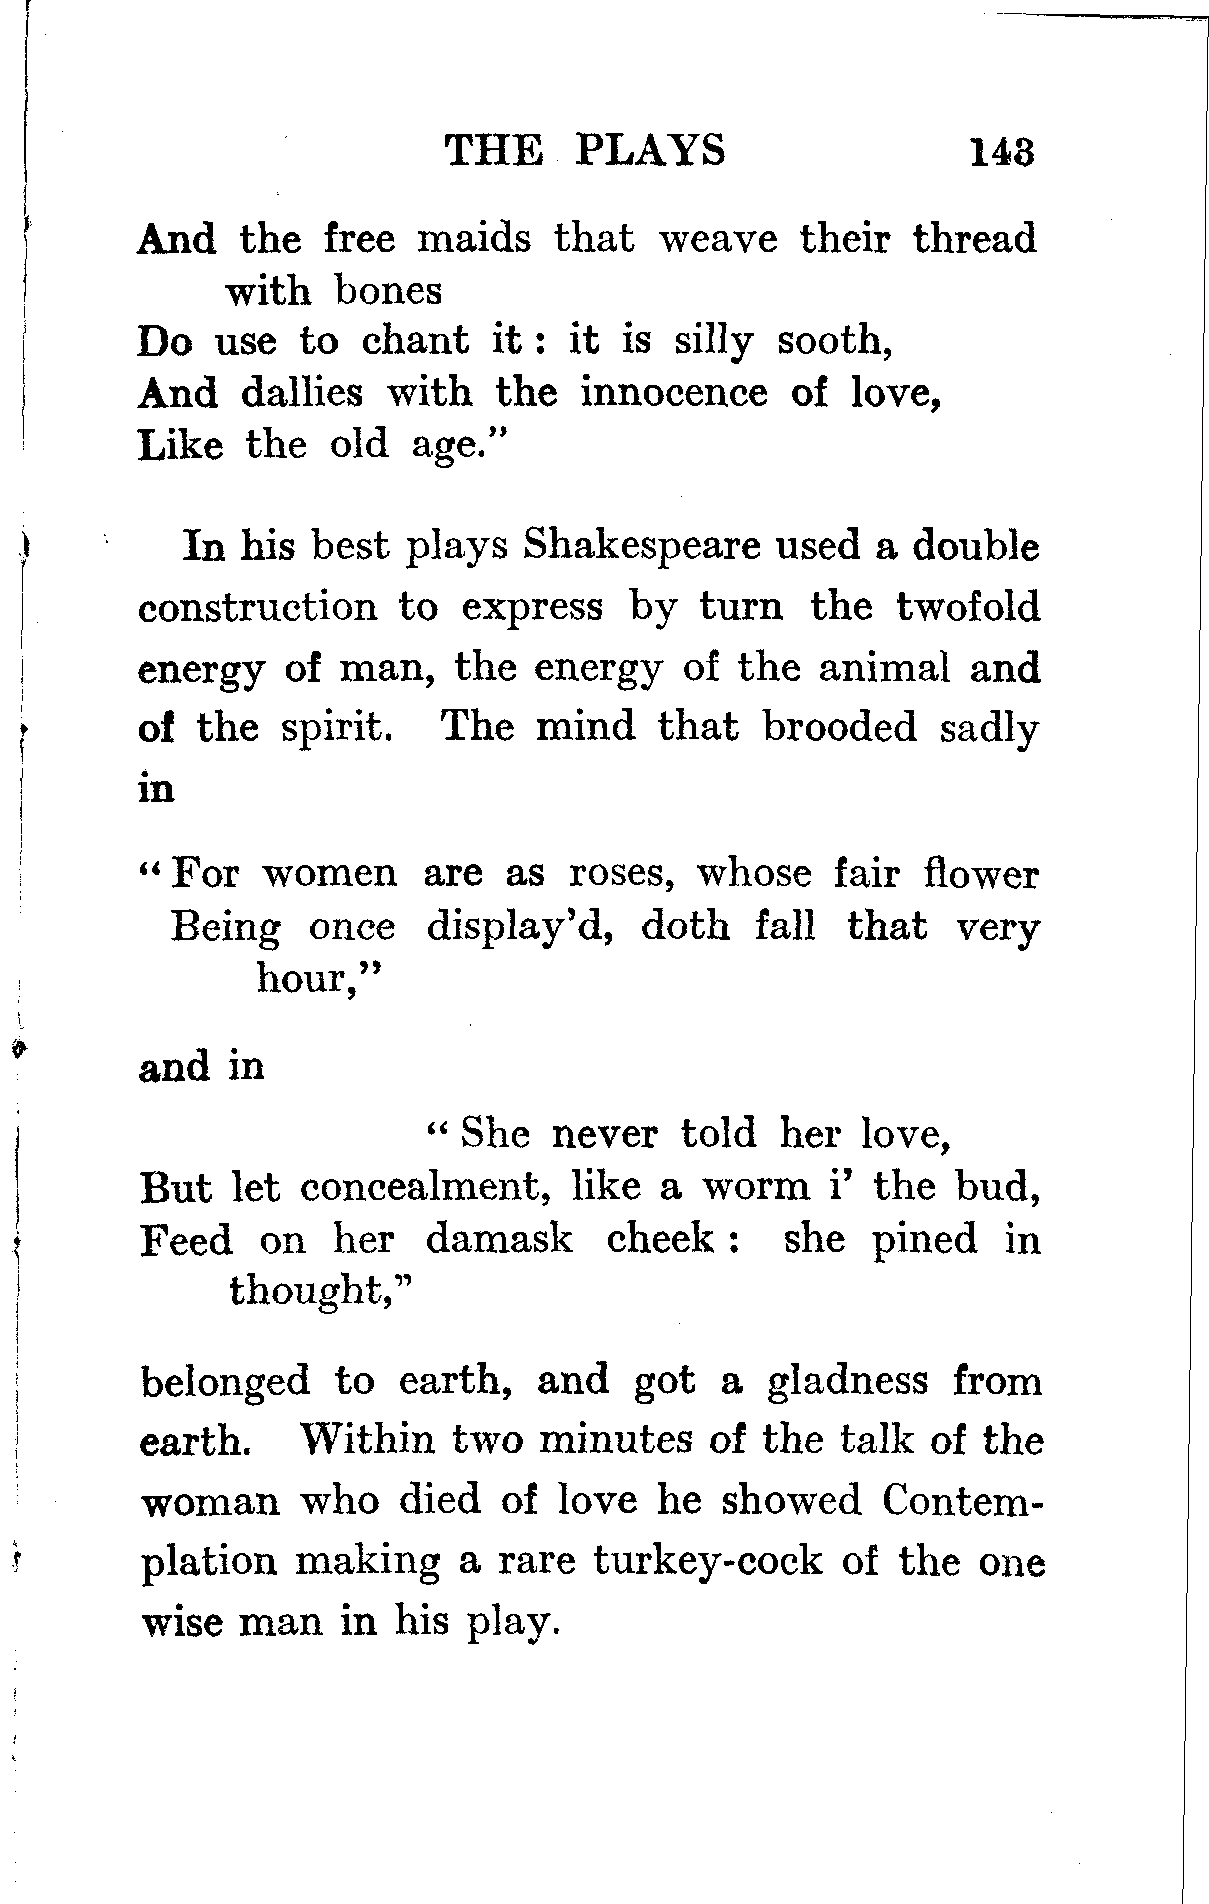 THE PLAYS 143
And the free maids that weave their thread
with bones
Do use to chant it : it is silly sooth,
And dallies with the innocence of love,
Like the old age."
In his best plays Shakespeare used a double
construction to express by turn the twofold
energy of man, the energy of the animal and
of the spirit. The mind that brooded sadly
in
" For women are as roses, whose fair flower
Being once display'd, doth fall that very
hour,"
and in
" She never told her love,
But let concealment, like a worm i' the bud,
Feed on her damask cheek : she pined in
thought,"
belonged to earth, and got a gladness from
earth. Within two minutes of the talk of the
woman who died of love he showed Contem-
plation making a rare turkey-cock of the one
wise man in his play.